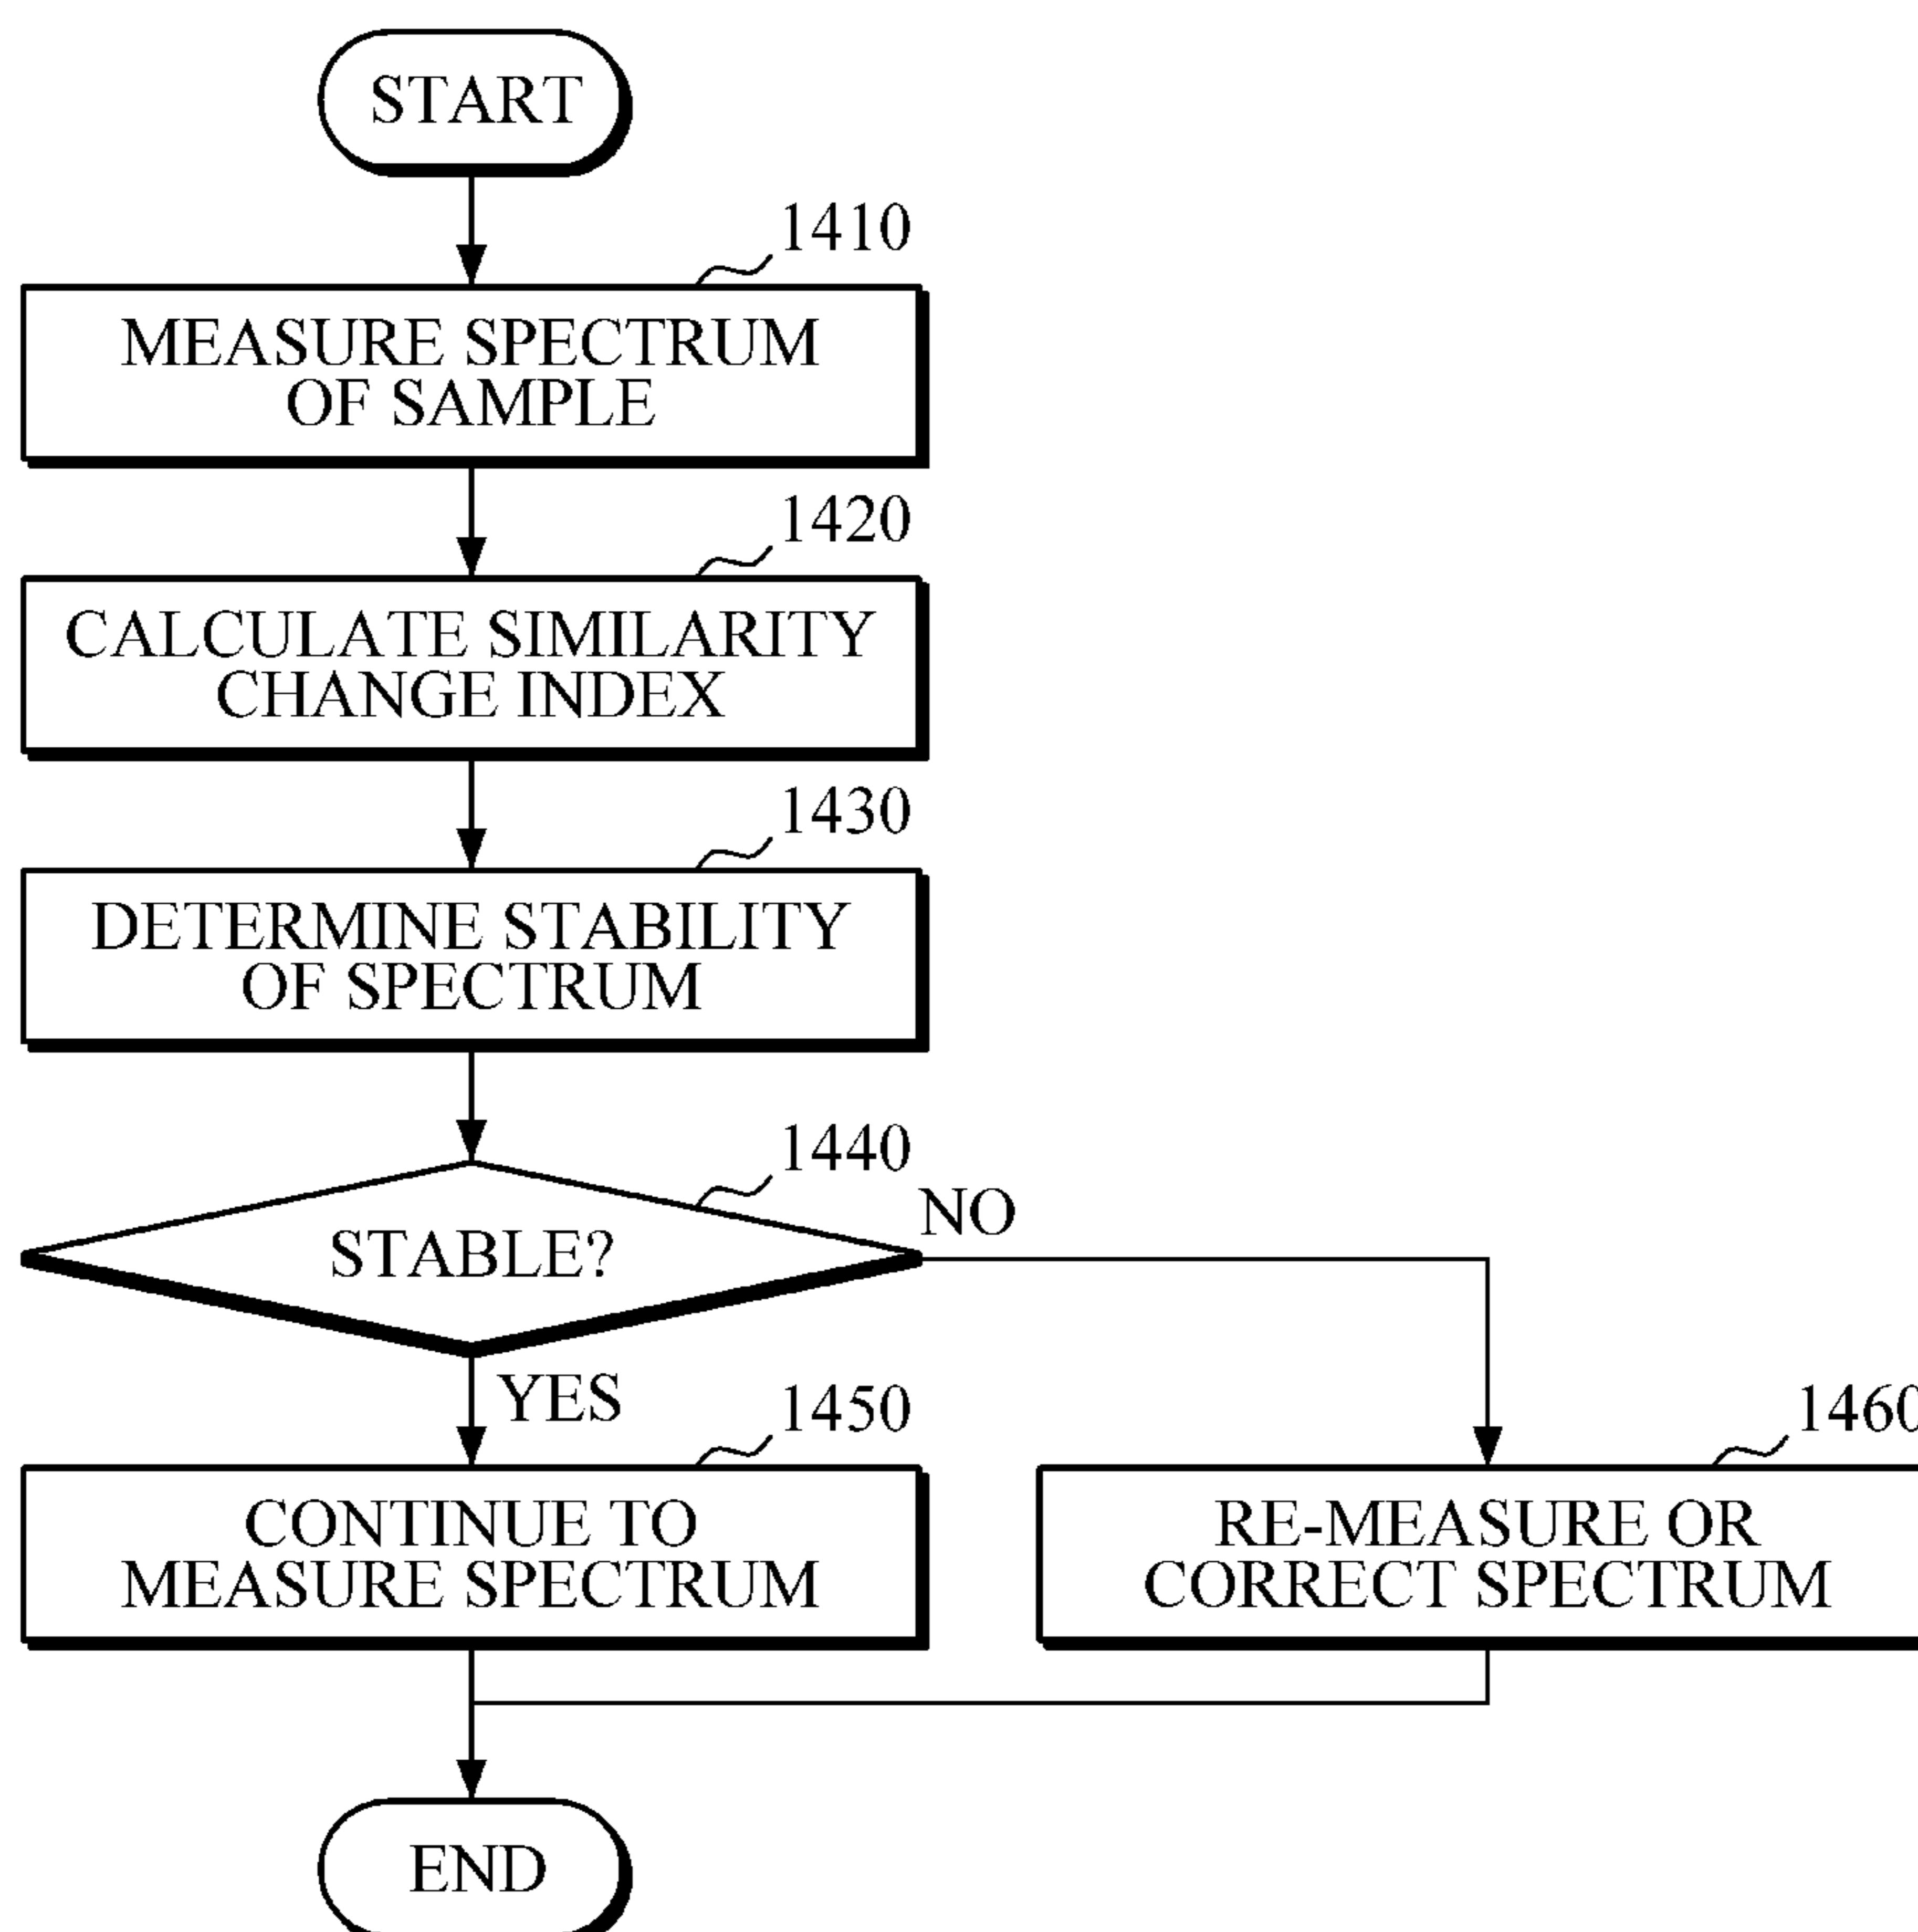 START
1410
MEASURE SPECTRUM
OF SAMPLE
1420
CALCULATE SIMILARITY
CHANGE INDEX
1430
DETERMINE STABILITY
OF SPECTRUM
1440
STABLE?
NO
YES
1450
CONTINUE TO
MEASURE SPECTRUM
1460
RE-MEASURE OR
CORRECT SPECTRUM
END